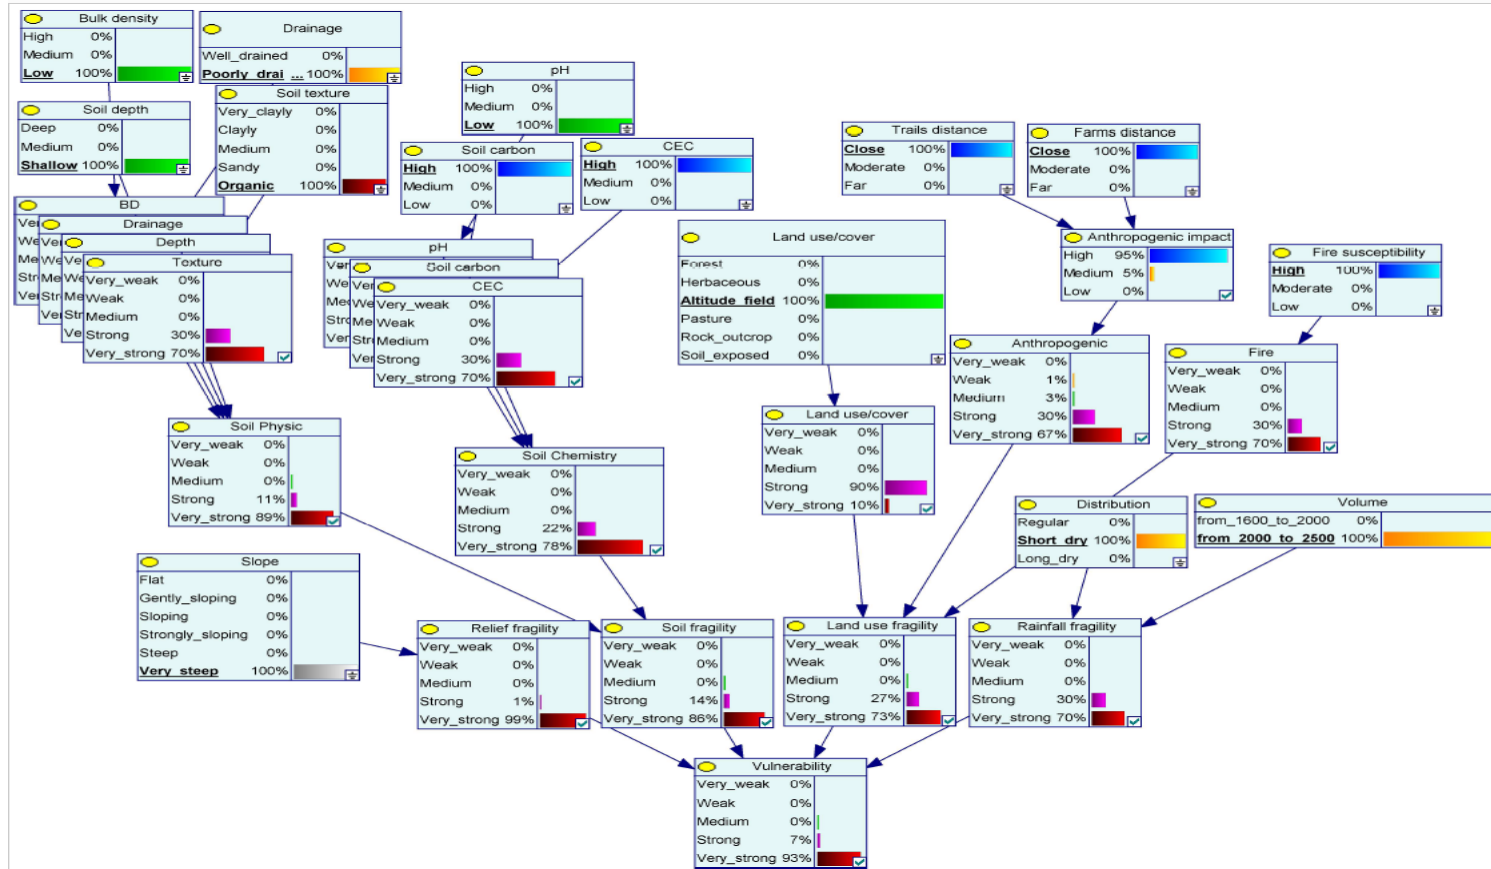 Bulk density
High 0%
Medium 0%
Low 100%
Drainage
Well_drained 0%
Poorly_drai ... 100%
Soil depth
Deep 0%
Medium 0%
Shallow 100%
Soil texture
Very_clayly 0%
Clayly 0%
Medium 0%
Sandy 0%
Organic 100%
pH
High 0%
Medium 0%
Low 100%
Soil carbon
High 100%
Medium 0%
Low 0%
CEC
High 100%
Medium 0%
Low 0%
Trails distance
Close 100%
Moderate 0%
Far 0%
Farms distance
Close 100%
Moderate 0%
Far 0%
BD
Drainage
Depth
Texture
Very_weak 0%
Weak 0%
Medium 0%
Strong 30%
Very_strong 70%
pH
Soil carbon
CEC
Very_weak 0%
Weak 0%
Medium 0%
Strong 30%
Very_strong 70%
Land use/cover
Forest 0%
Herbaceous 0%
Altitude_field 100%
Pasture 0%
Rock_outcrop 0%
Soil_exposed 0%
Anthropogenic impact
High 95%
Medium 5%
Low 0%
Fire susceptibility
High 100%
Moderate 0%
Low 0%
Anthropogenic
Very_weak 0%
Weak 1%
Medium 3%
Strong 30%
Very_strong 67%
Fire
Very_weak 0%
Weak 0%
Medium 0%
Strong 30%
Very_strong 70%
Soil Physic
Very_weak 0%
Weak 0%
Medium 0%
Strong 11%
Very_strong 89%
Soil Chemistry
Very_weak 0%
Weak 0%
Medium 0%
Strong 22%
Very_strong 78%
Land use/cover
Very_weak 0%
Weak 0%
Medium 0%
Strong 90%
Very_strong 10%
Distribution
Regular 0%
Short_dry 100%
Long_dry 0%
Volume
from_1600_to_2000 0%
from_2000_to_2500 100%
Slope
Flat 0%
Gently_sloping 0%
Sloping 0%
Strongly_sloping 0%
Steep 0%
Very_steep 100%
Relief fragility
Very_weak 0%
Weak 0%
Medium 0%
Strong 1%
Very_strong 99%
Soil fragility
Very_weak 0%
Weak 0%
Medium 0%
Strong 14%
Very_strong 86%
Land use fragility
Very_weak 0%
Weak 0%
Medium 0%
Strong 27%
Very_strong 73%
Rainfall fragility
Very_weak 0%
Weak 0%
Medium 0%
Strong 30%
Very_strong 70%
Vulnerability
Very_weak 0%
Weak 0%
Medium 0%
Strong 7%
Very_strong 93%